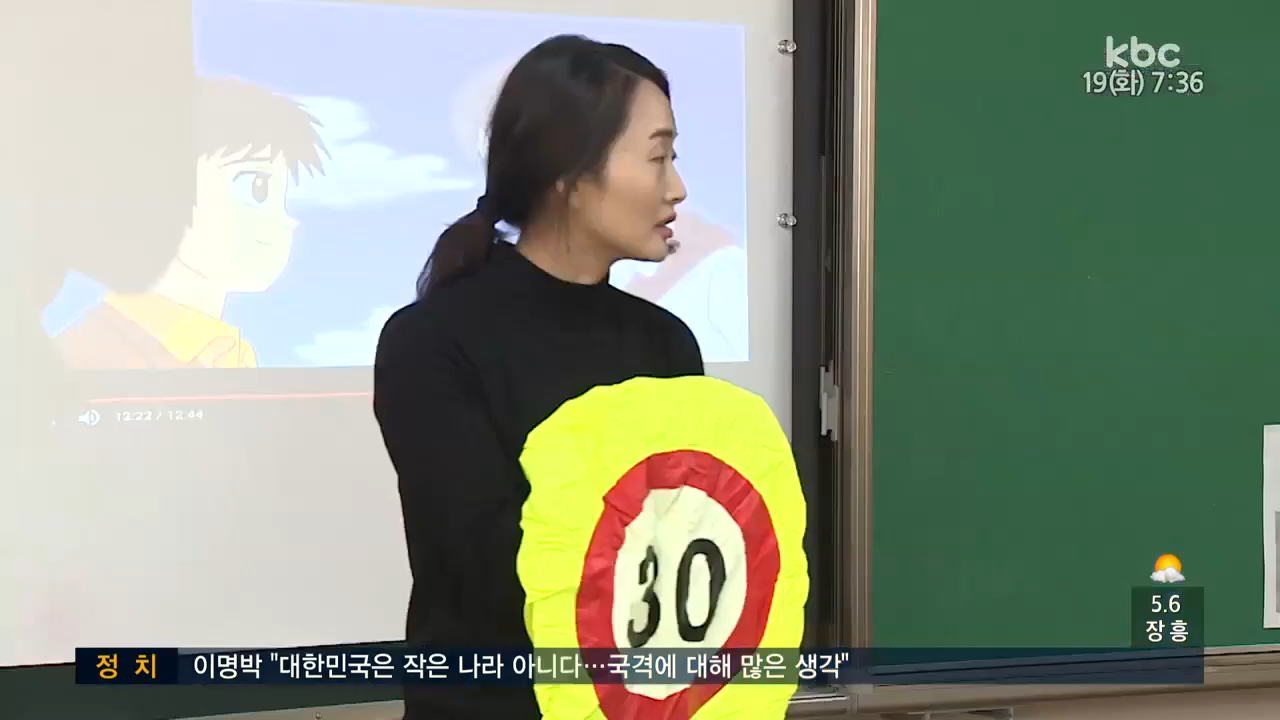 kbc
19(화) 7:36
12:22 / 12:44
30
5.6
장흥
정치 이명박 "대한민국은 작은 나라 아니다…국격에 대해 많은 생각"